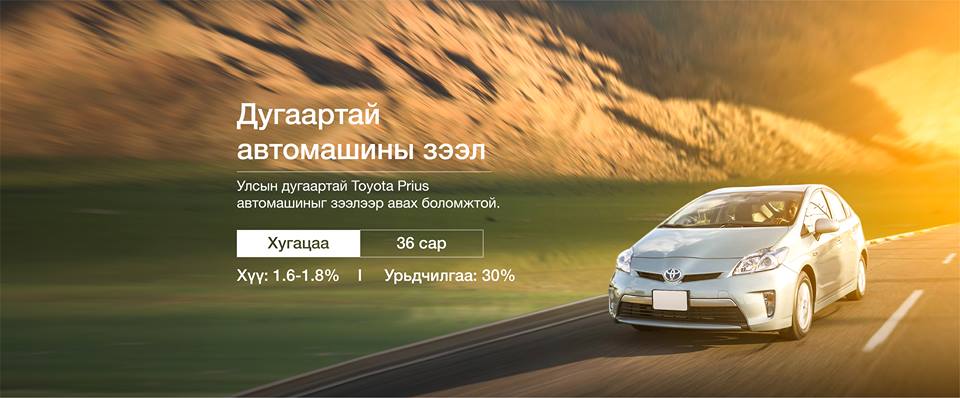 Дугаартай
автомашины зээл
Улсын дугаартай Toyota Prius
автомашиныг зээлээр авах боломжтой.
Хугацаа 36 сар
Хүү: 1.6-1.8% I Урьдчилгаа: 30%